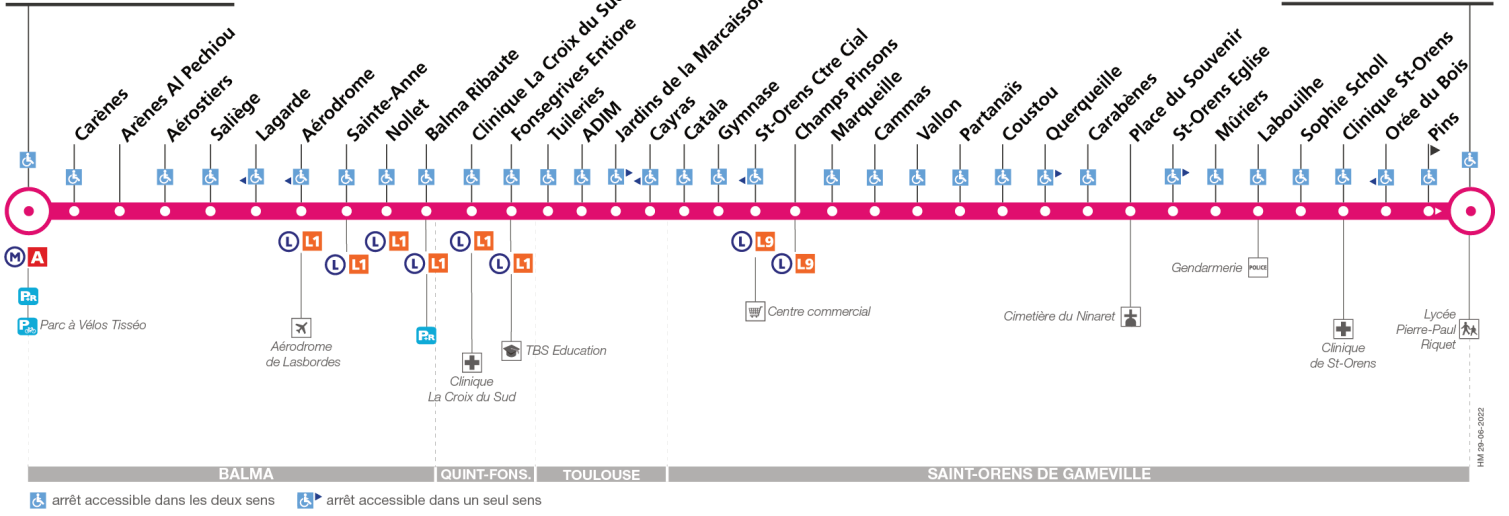 Carènes
Arènes Al Pechiou
Aérostiers
Saliège
Lagarde
Aérodrome
Sainte-Anne
Nollet
Balma Ribaute
Clinique La Croix du Sud
Fonsegrives Entiore
Tuileries
ADIM
Jardins de la Marcaisson
Cayras
Catala
Gymnase
St-Orens Ctre Cial
Champs Pinsons
Marqueille
Cammas
Vallon
Partanaïs
Coustou
Querqueille
Carabènes
Place du Souvenir
St-Orens Eglise
Mûriers
Labouilhe
Sophie Scholl
Clinique St-Orens
Orée du Bois
Pins
M A
P+R
P
Parc à Vélos Tisséo
L L1
Aérodrome
de Lasbordes
L L1
L L1
L L1
P+R
L L1
Clinique
La Croix du Sud
L L1
TBS Education
L L9
Centre commercial
L L9
Cimetière du Ninaret
Gendarmerie
POLICE
Clinique
de St-Orens
Lycée
Pierre-Paul
Riquet
HM 29-06-2022
BALMA
QUINT-FONS.
TOULOUSE
SAINT-ORENS DE GAMEVILLE
arrêt accessible dans les deux sens
arrêt accessible dans un seul sens